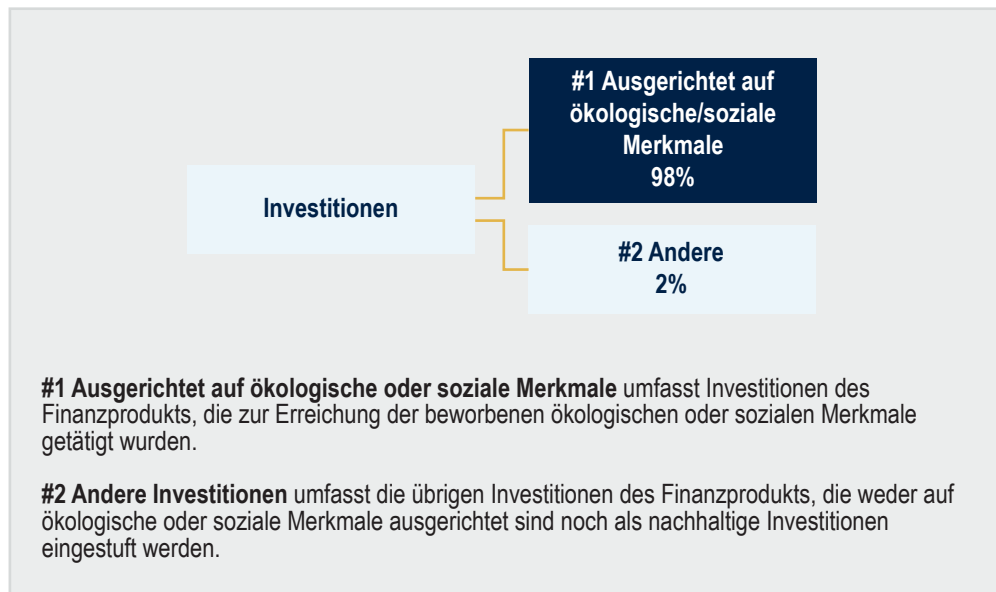 #1 Ausgerichtet auf
ökologische/soziale
Merkmale
98%
Investitionen
#2 Andere
2%
#1 Ausgerichtet auf ökologische oder soziale Merkmale umfasst Investitionen des
Finanzprodukts, die zur Erreichung der beworbenen ökologischen oder sozialen Merkmale
getätigt wurden.
#2 Andere Investitionen umfasst die übrigen Investitionen des Finanzprodukts, die weder auf
ökologische oder soziale Merkmale ausgerichtet sind noch als nachhaltige Investitionen
eingestuft werden.